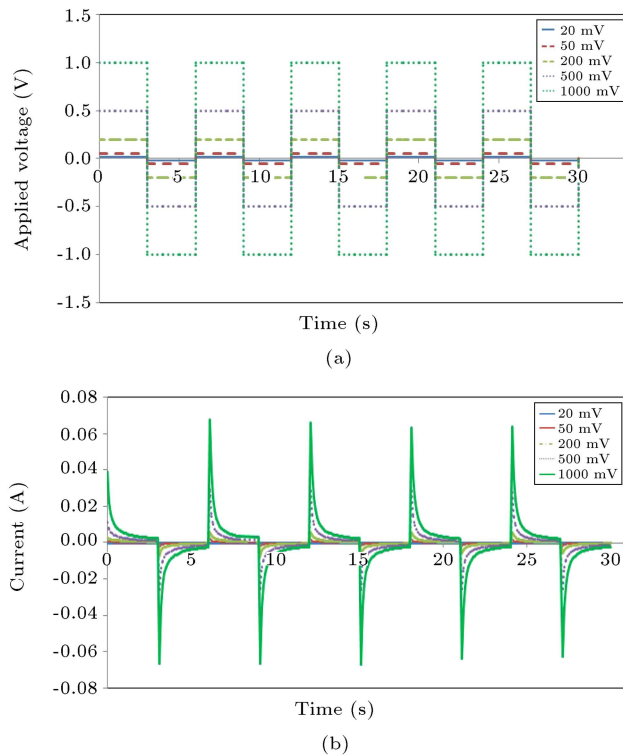 1.5
1.0
0.5
0.0
-0.5
-1.0
-1.5
Applied voltage (V)
0 5 10 15 20 25 30
20 mV
50 mV
200 mV
500 mV
1000 mV
Time (s)
(a)
0.08
0.06
0.04
0.02
0.00
-0.02
-0.04
-0.06
-0.08
Current (A)
0 5 10 15 20 25 30
20 mV
50 mV
200 mV
500 mV
1000 mV
Time (s)
(b)